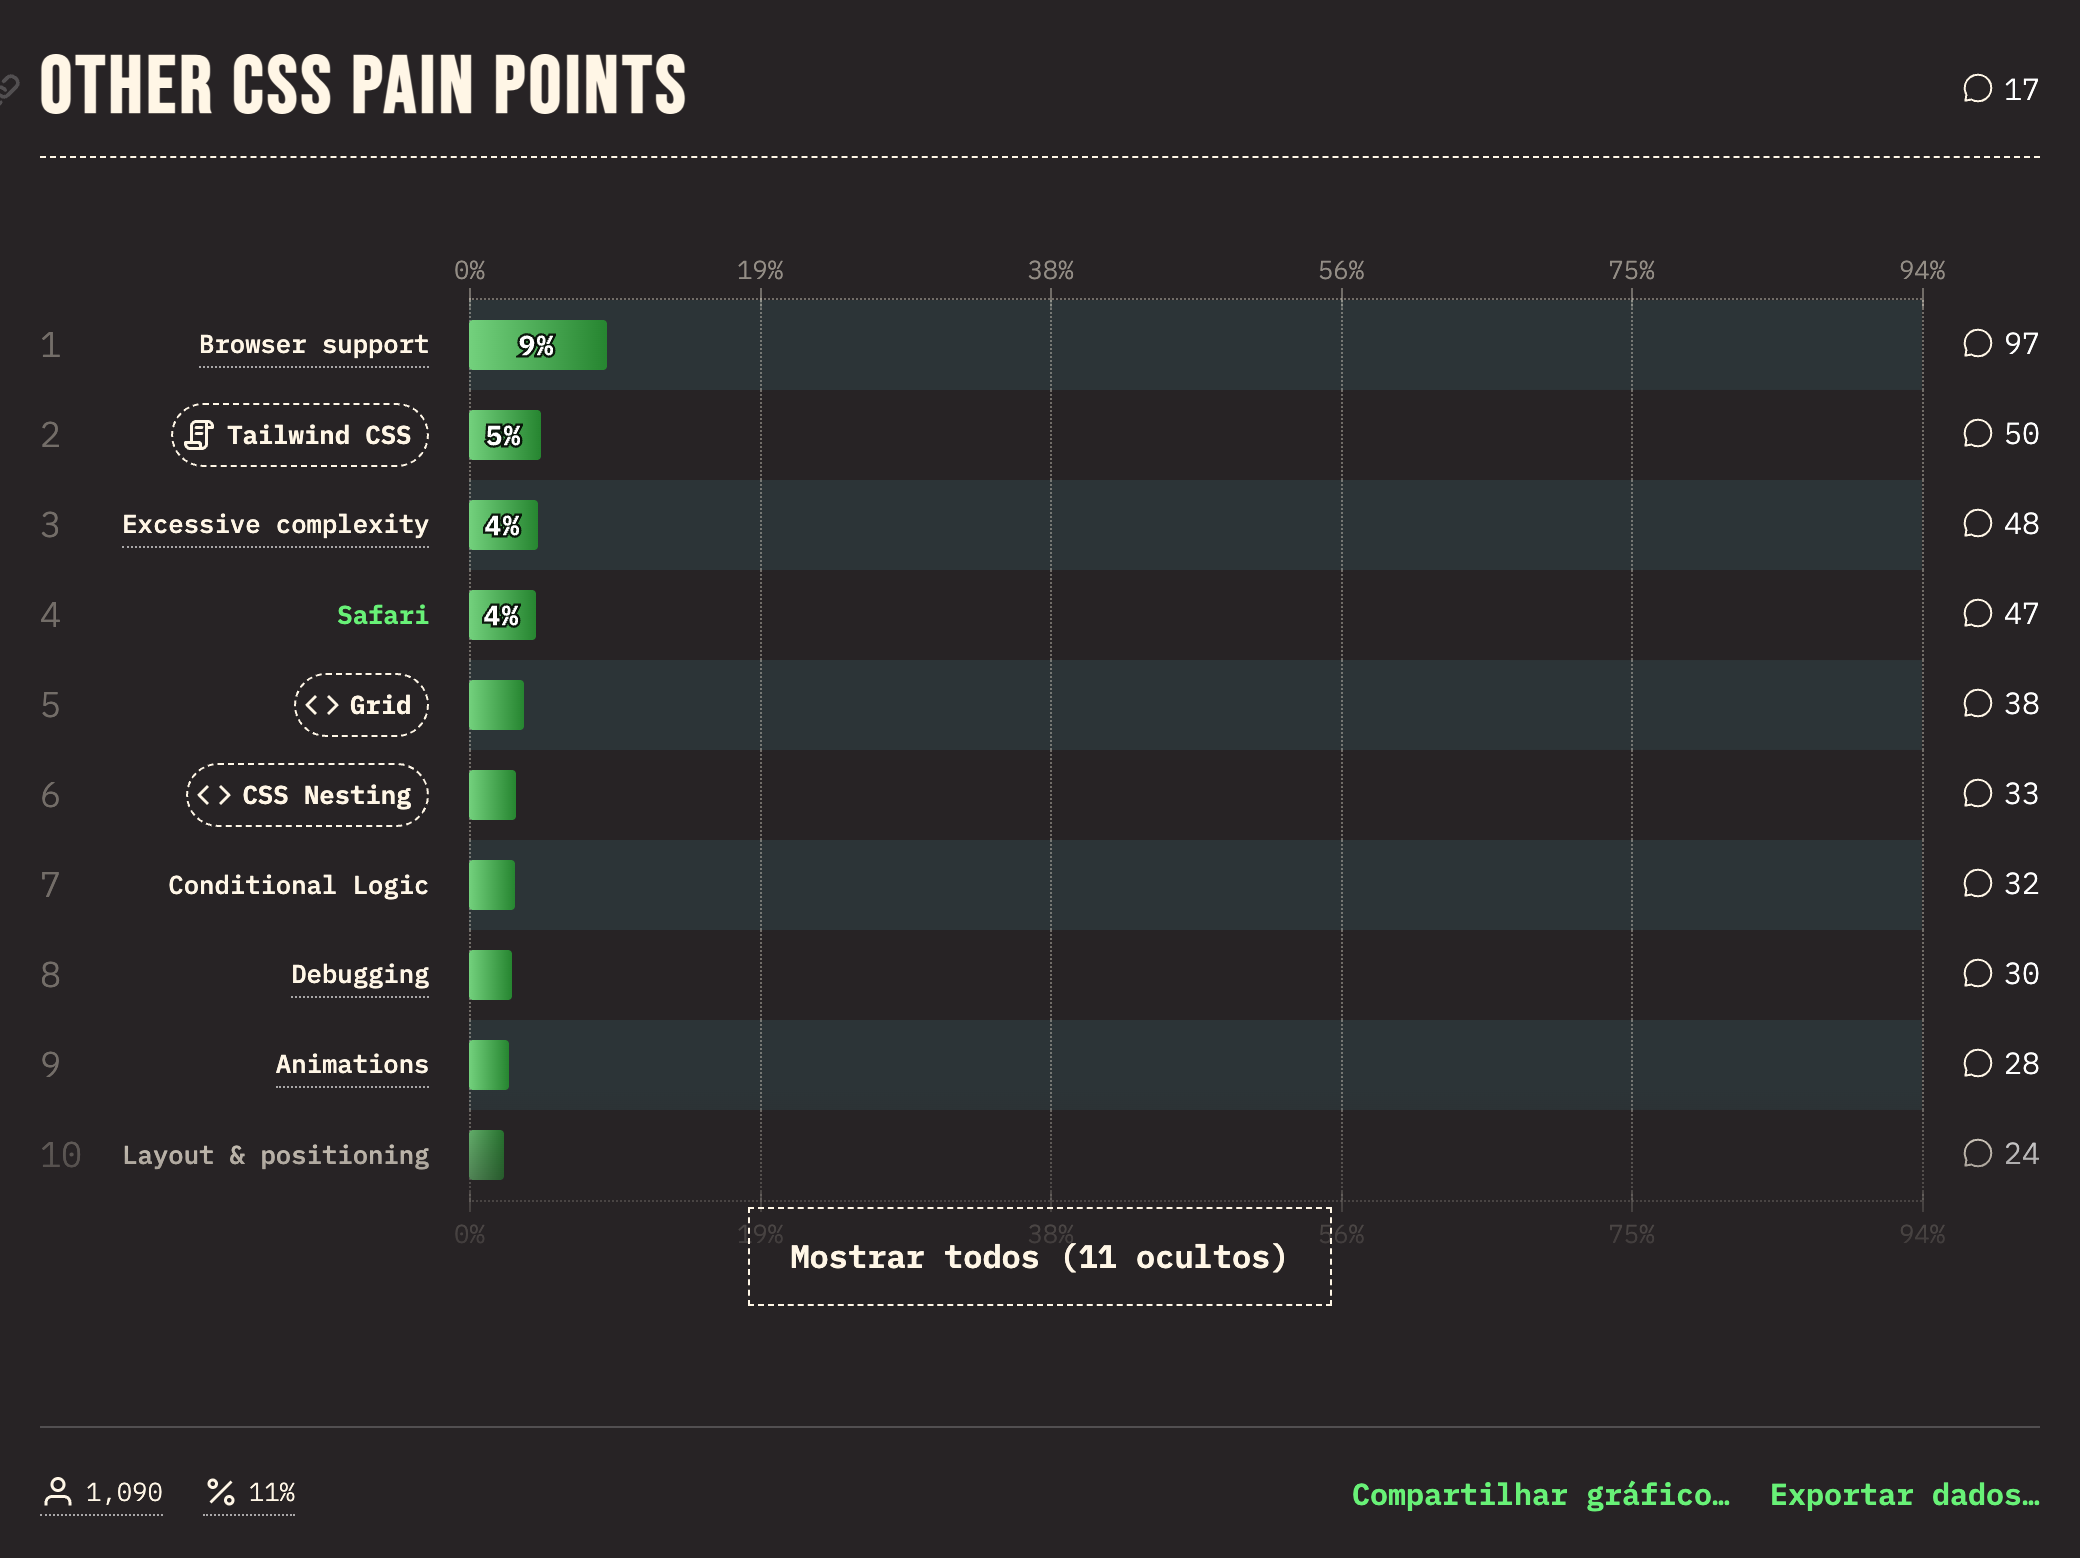 OTHER CSS PAIN POINTS
17
0% 19% 38% 56% 75% 94%
1 Browser support 9% 97
2 Tailwind CSS 5% 50
3 Excessive complexity 4% 48
4 Safari 4% 47
5 Grid 38
6 CSS Nesting 33
7 Conditional Logic 32
8 Debugging 30
9 Animations 28
10 Layout & positioning 24
0% 19% 38% 56% 75% 94%
Mostrar todos (11 ocultos)
1,090 11% Compartilhar gráfico… Exportar dados…